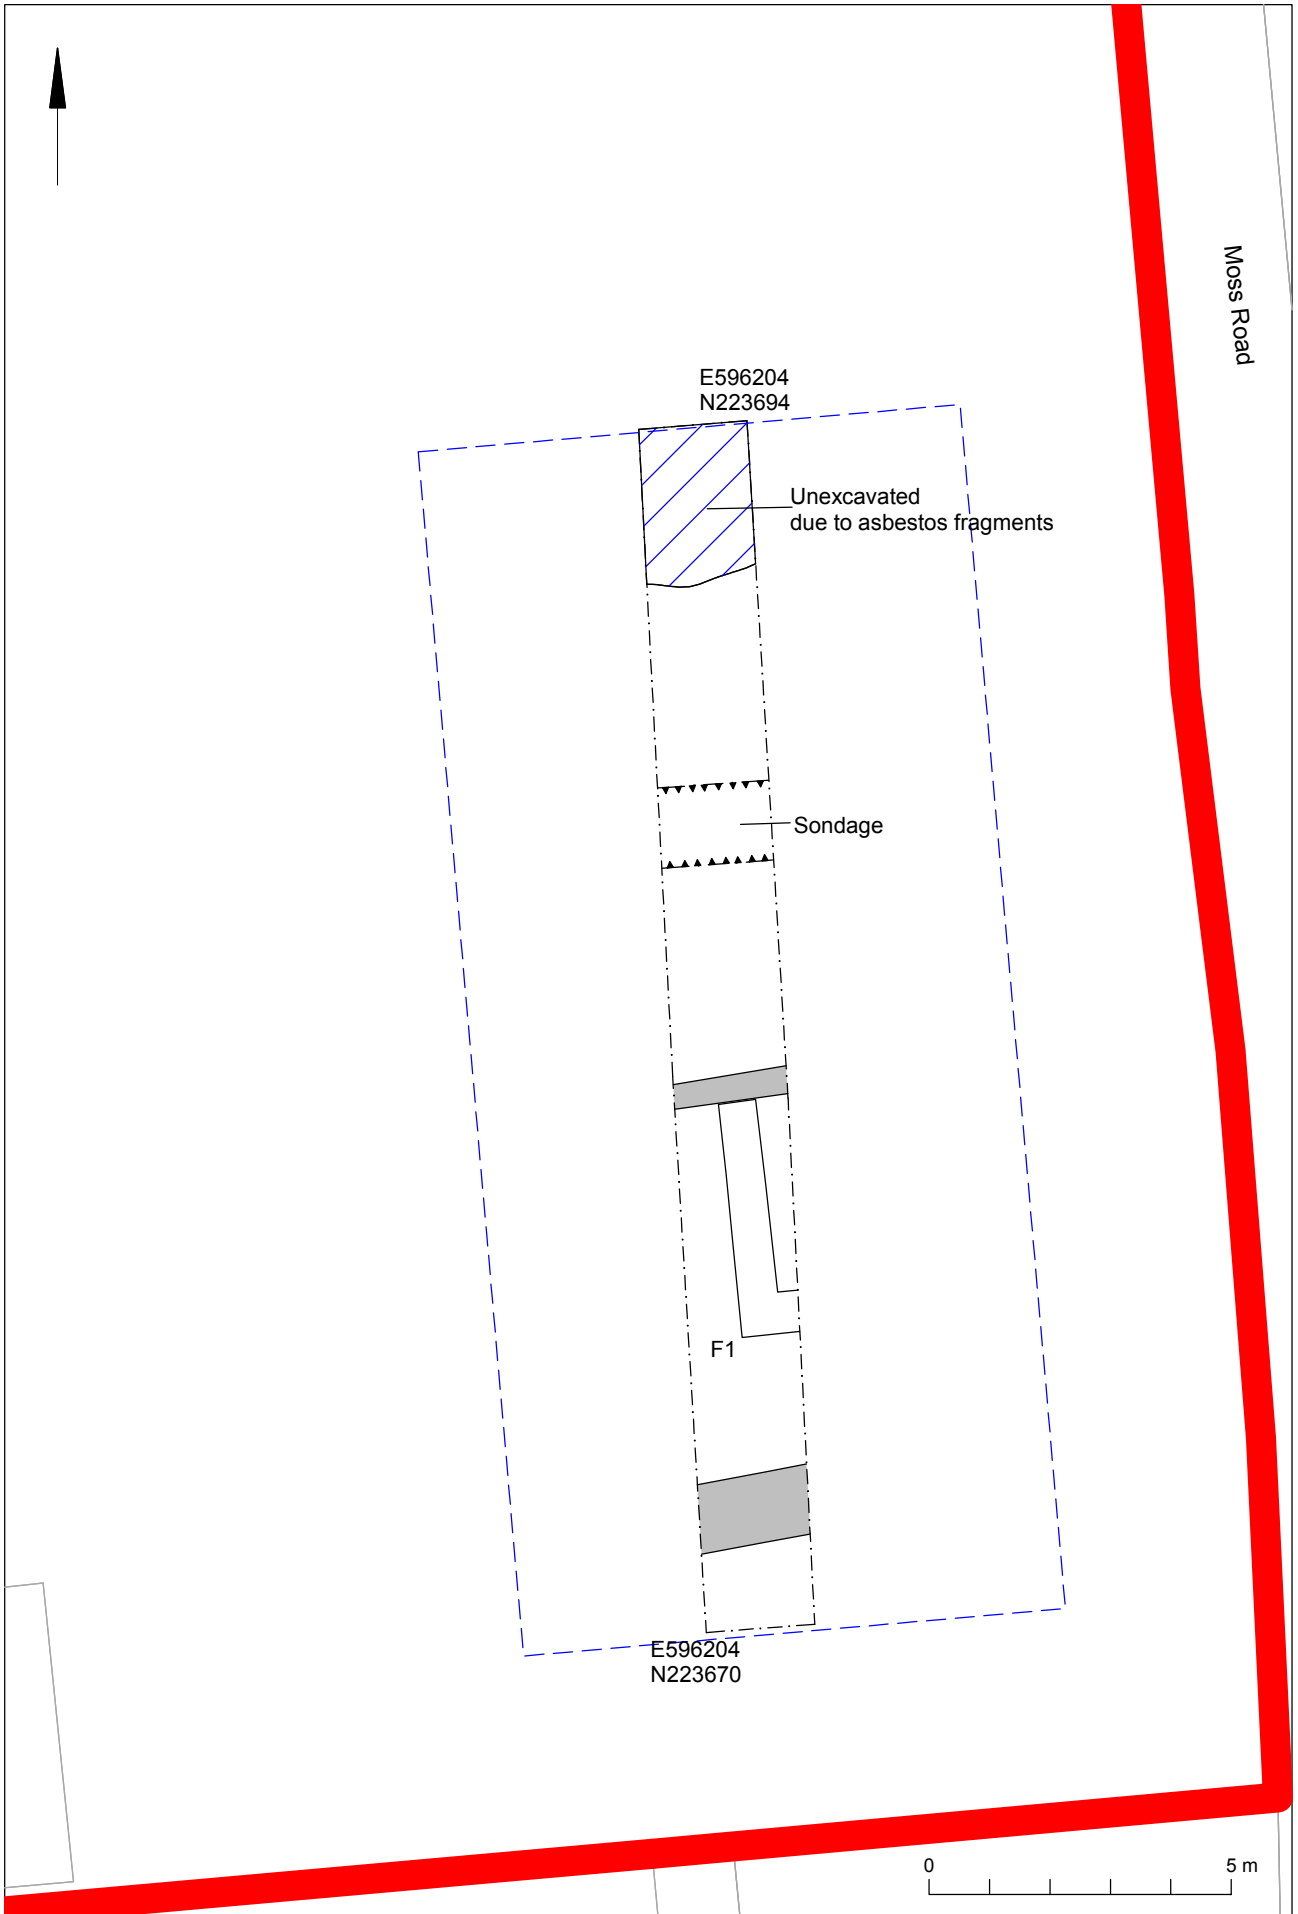 Moss Road
E596204
N223694
Unexcavated
due to asbestos fragments
Sondage
F1
E596204
N223670
0
5 m